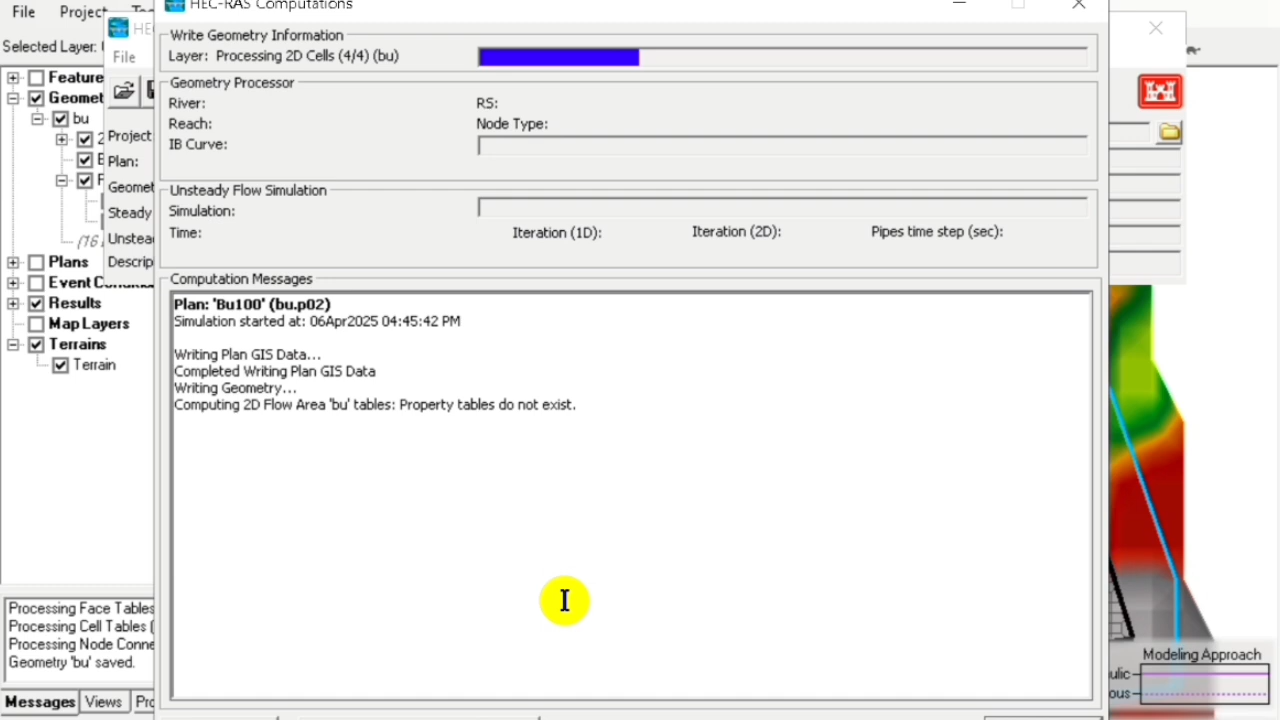 HEC-RAS Computations
File Project
Selected Layer:
File
Write Geometry Information
Layer: Processing 2D Cells (4/4) (bu)
Geometry Processor
River: RS:
Reach: Node Type:
IB Curve:
Unsteady Flow Simulation
Simulation:
Time: Iteration (1D): Iteration (2D): Pipes time step (sec):
Computation Messages
Plan: 'Bu100' (bu.p02)
Simulation started at: 06Apr2025 04:45:42 PM
Writing Plan GIS Data...
Completed Writing Plan GIS Data
Writing Geometry...
Computing 2D Flow Area 'bu' tables: Property tables do not exist.
Feature
Geomet
bu
2
(16
Plans
Event Conditions
Results
Map Layers
Terrains
Terrain
Project
Plan:
Geomet
Steady
Unstea
Descrip
Processing Face Tables
Processing Cell Tables (
Processing Node Conne
Geometry 'bu' saved.
Messages Views Pro
Modeling Approach
ulic
ous